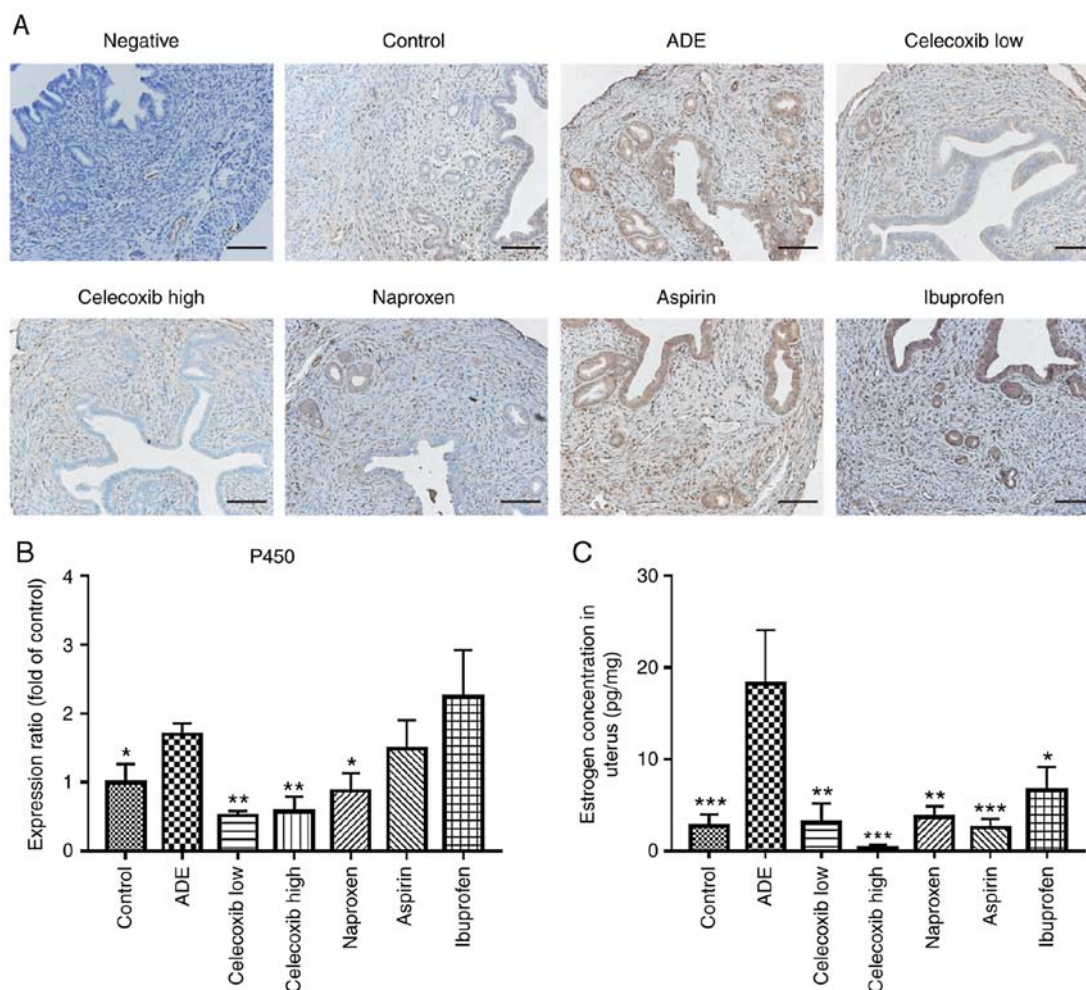 A
Negative
Control
ADE
Celecoxib low
Celecoxib high
Naproxen
Aspirin
Ibuprofen
B
P450
Expression ratio (fold of control)
4
3
2
1
0
*
**
**
*
Control
ADE
Celecoxib low
Celecoxib high
Naproxen
Aspirin
Ibuprofen
C
Estrogen concentration in
uterus (pg/mg)
30
20
10
0
***
**
***
**
***
*
Control
ADE
Celecoxib low
Celecoxib high
Naproxen
Aspirin
Ibuprofen